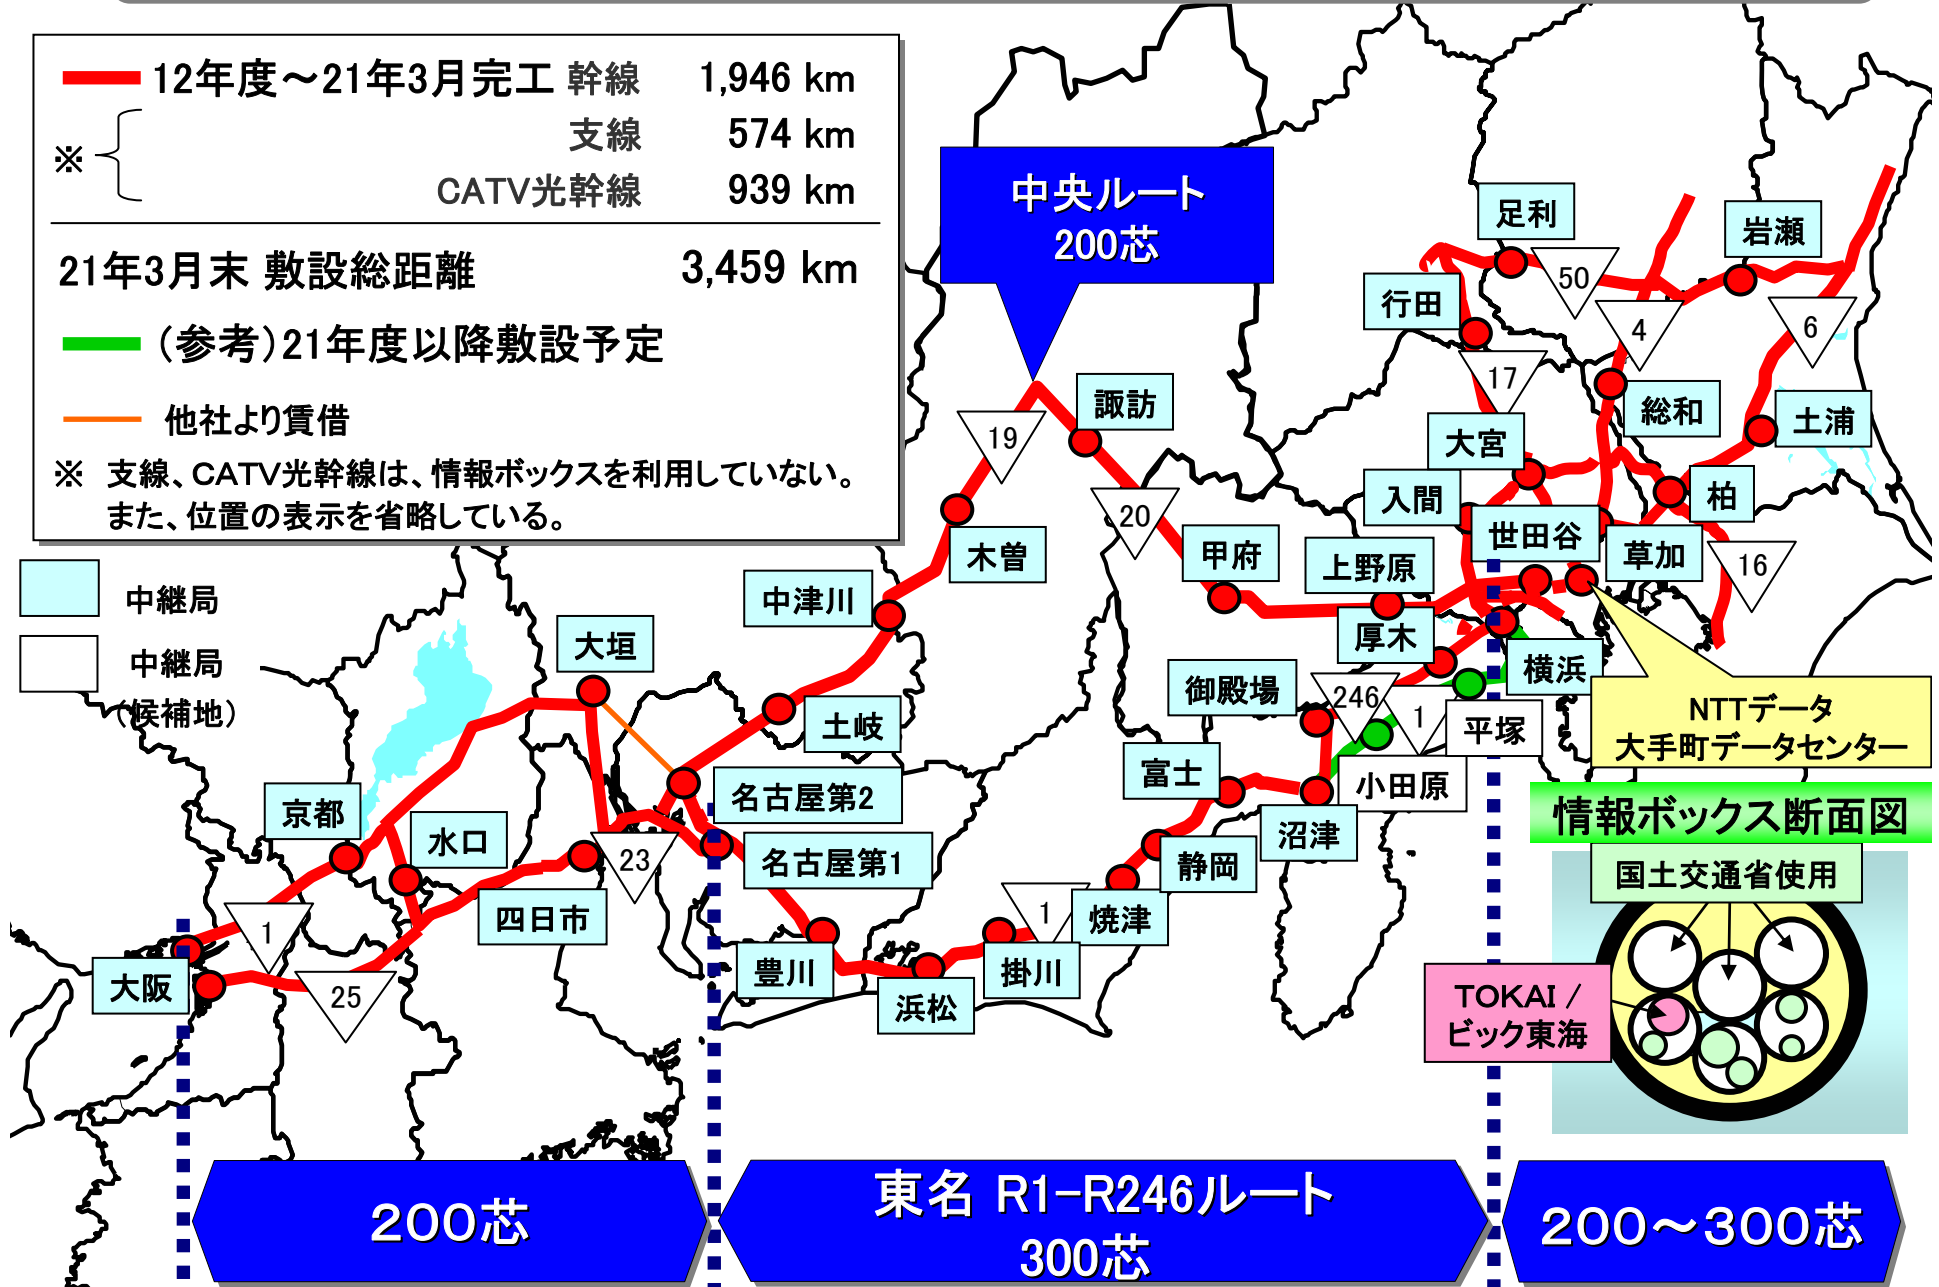 12年度～21年3月完工 幹線 1,946 km
支線 574 km
※
CATV光幹線 939 km
21年3月末 敷設総距離 3,459 km
(参考)21年度以降敷設予定
他社より賃借
※ 支線、CATV光幹線は、情報ボックスを利用していない。
また、位置の表示を省略している。
中継局
中継局
(候補地)
中央ルート
200芯
足利
岩瀬
50
行田
4
6
17
総和
土浦
大宮
諏訪
19
入間
柏
20
世田谷
草加
16
木曽
甲府
上野原
中津川
厚木
大垣
横浜
御殿場
246
1
土岐
平塚
NTTデータ
大手町データセンター
富士
小田原
名古屋第2
京都
水口
沼津
情報ボックス断面図
名古屋第1
23
静岡
国土交通省使用
四日市
1
焼津
1
豊川
掛川
大阪
25
浜松
TOKAI /
ビック東海
200芯
東名 R1-R246ルート
300芯
200～300芯